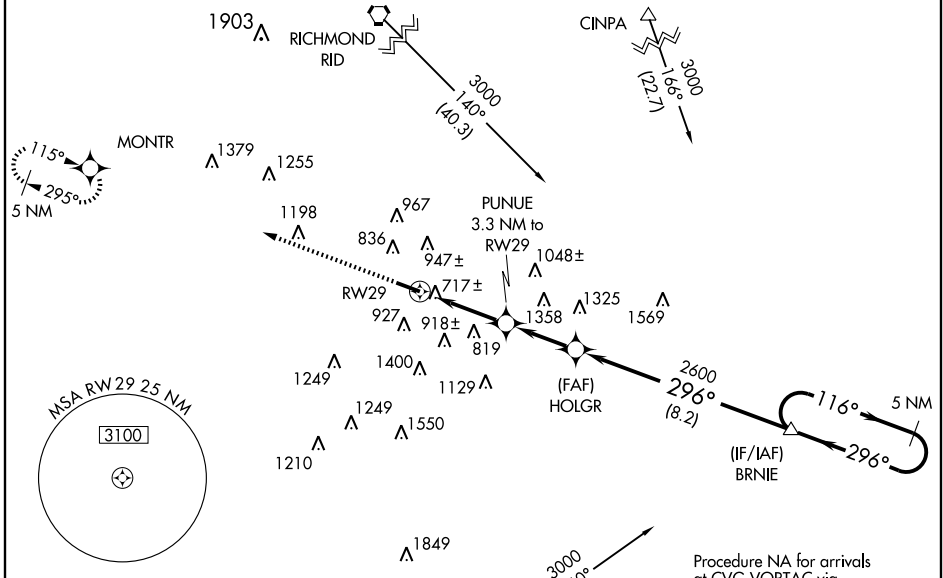 1903
RICHMOND
RID
3000
140°
(40.3)
CINPA
3000
166°
(22.7)
115°
295°
5 NM
MONTR
1379
1255
1198
967
836
947±
PUNUE
3.3 NM to
RW29
1048±
RW29
717±
927
918±
819
1358
1325
1569
1249
1400
1129
(FAF)
HOLGR
2600
296°
(8.2)
116°
5 NM
296°
(IF/IAF)
BRNIE
MSA RW 29 25 NM
3100
1249
1550
1210
1849
3000
Procedure NA for arrivals